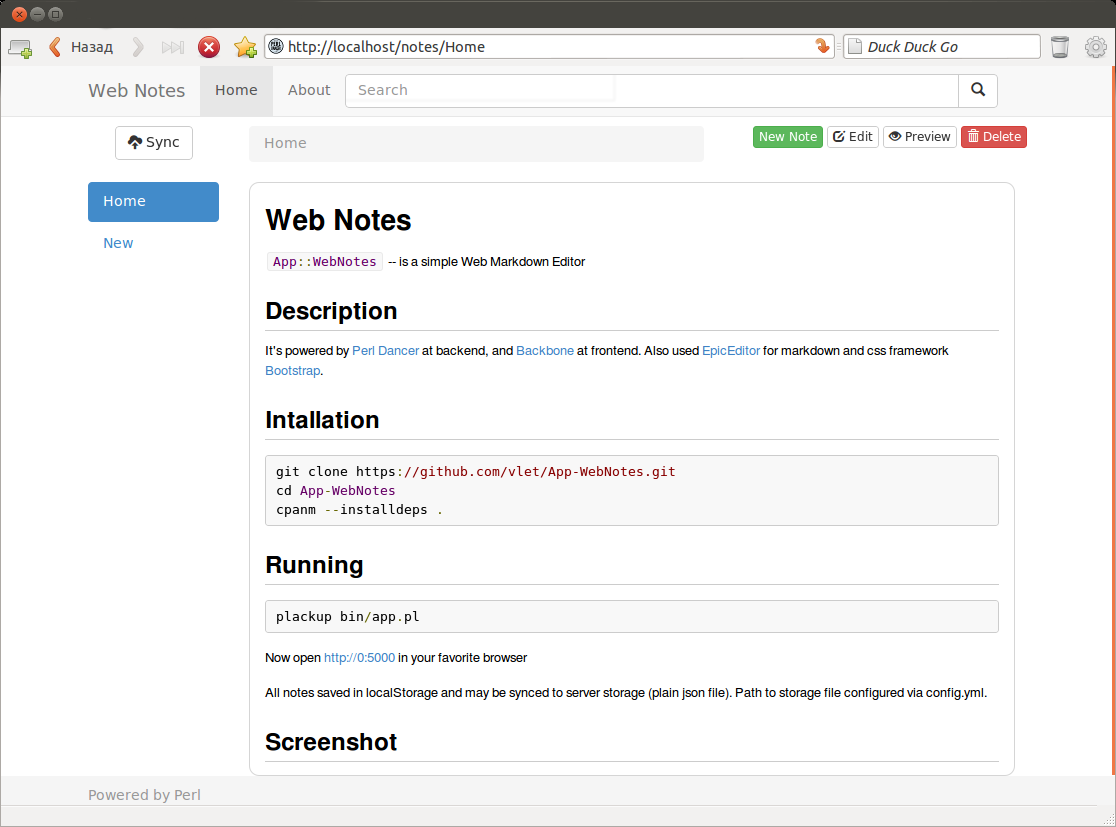 Назад
http://localhost/notes/Home
Duck Duck Go
Web Notes
Home
About
Search
Sync
Home
New Note
Edit
Preview
Delete
Home
New
Web Notes
App::WebNotes -- is a simple Web Markdown Editor
Description
It's powered by Perl Dancer at backend, and Backbone at frontend. Also used EpicEditor for markdown and css framework
Bootstrap.
Intallation
git clone https://github.com/vlet/App-WebNotes.git
cd App-WebNotes
cpanm --installdeps .
Running
plackup bin/app.pl
Now open http://0:5000 in your favorite browser
All notes saved in localStorage and may be synced to server storage (plain json file). Path to storage file configured via config.yml.
Screenshot
Powered by Perl